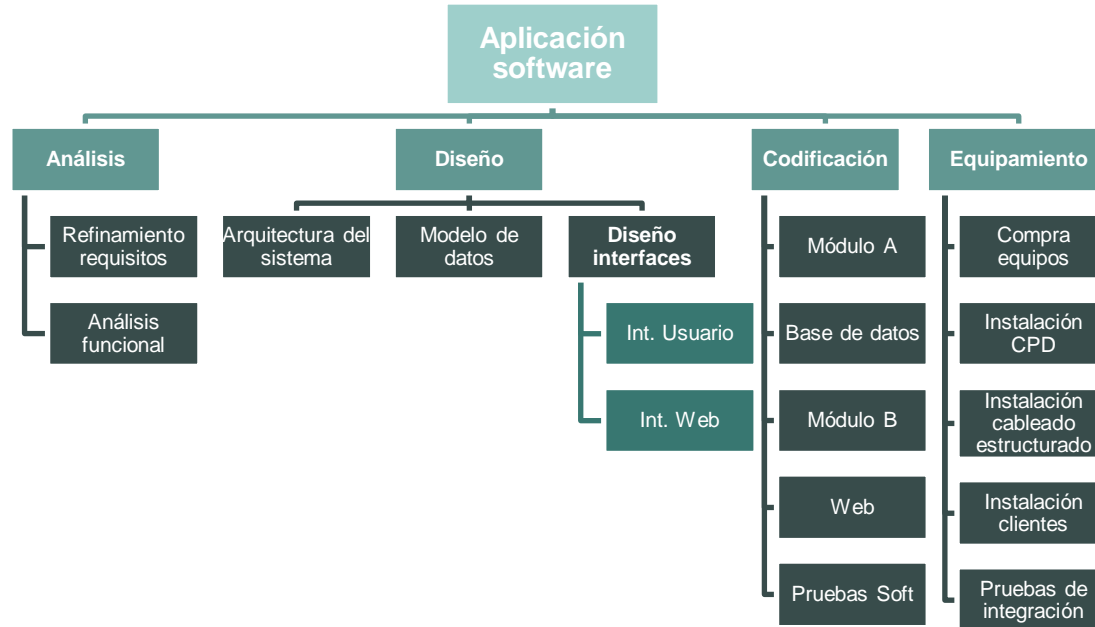 Aplicación
software
Análisis
Diseño
Codificación
Equipamiento
Refinamiento
requisitos
Arquitectura del
sistema
Modelo de
datos
Diseño
interfaces
Módulo A
Compra
equipos
Análisis
funcional
Int. Usuario
Base de datos
Instalación
CPD
Int. Web
Módulo B
Instalación
cableado
estructurado
Web
Instalación
clientes
Pruebas Soft
Pruebas de
integración